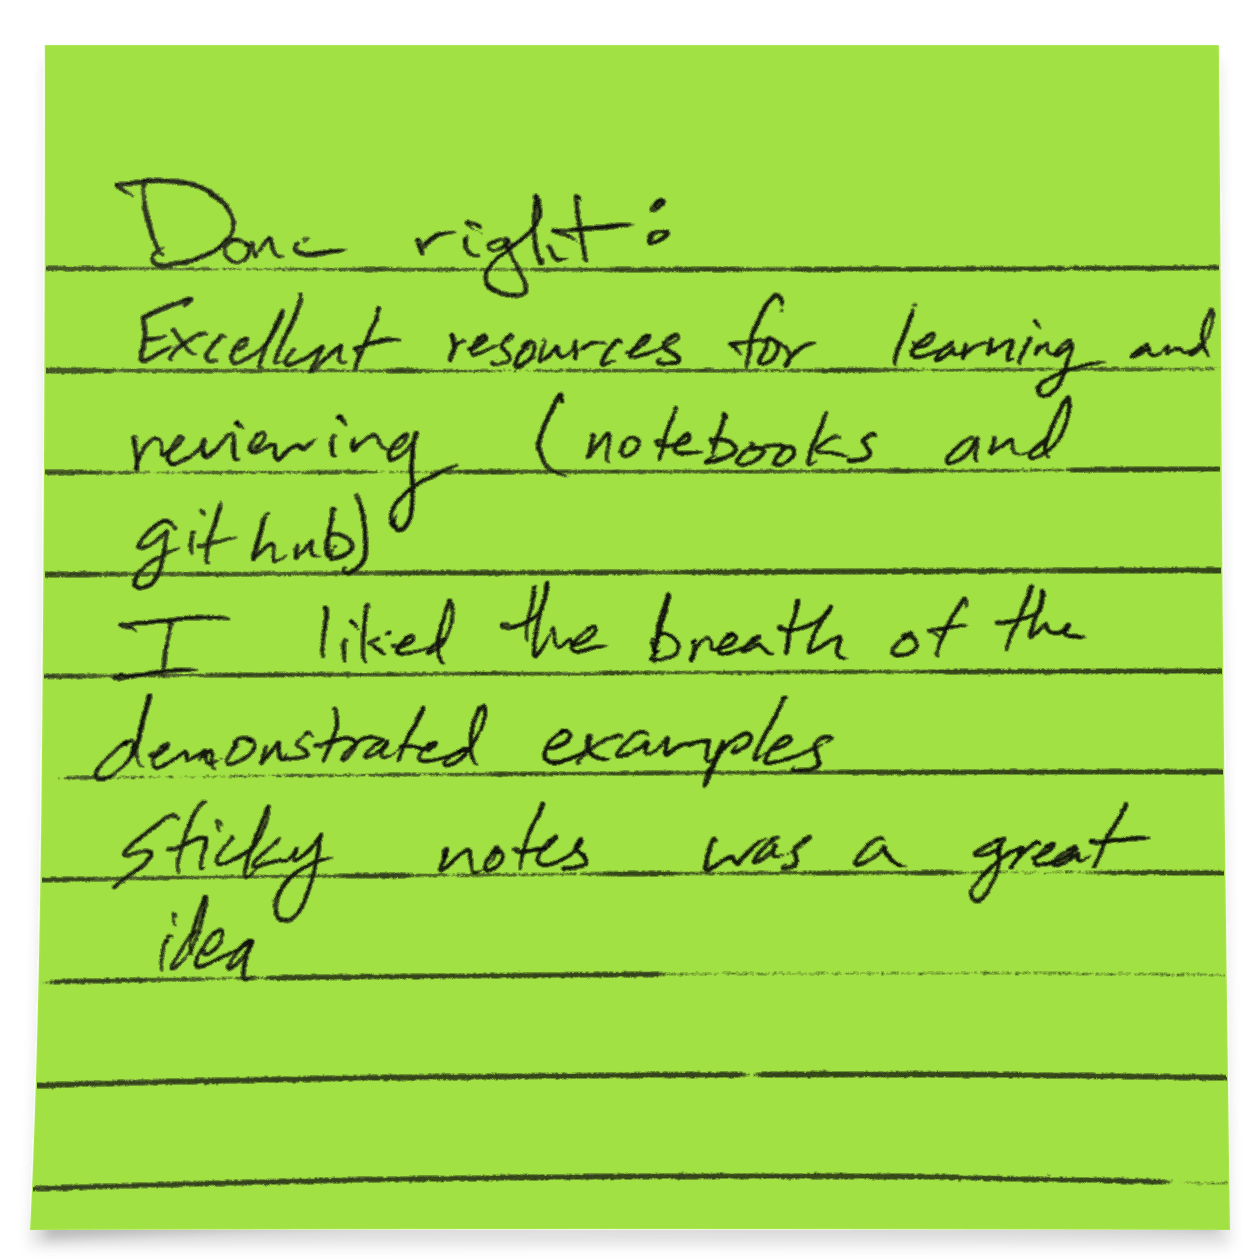 Done right:
Excellent resources for learning and
reviewing (notebooks and
github)
I liked the breath of the
demonstrated examples
Sticky notes was a great
idea